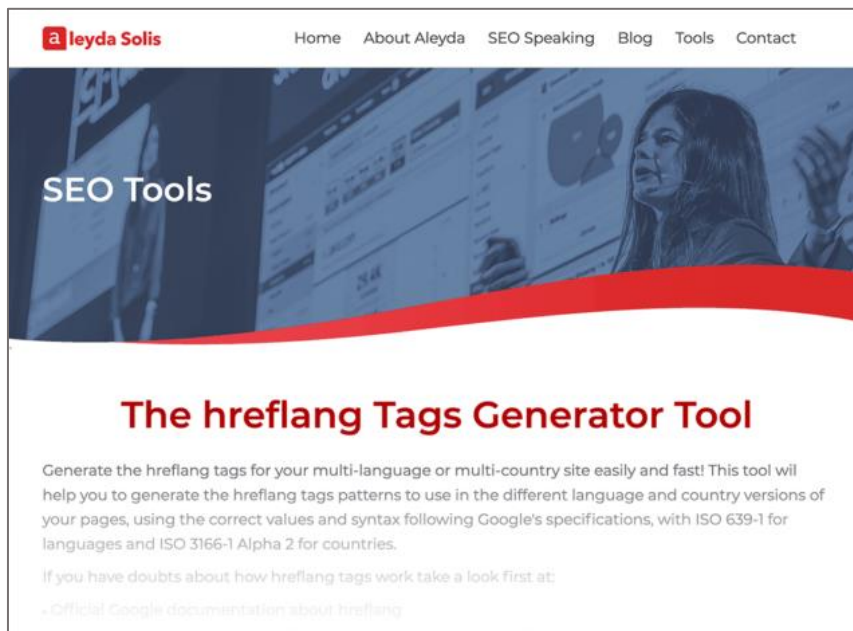 aleyda Solis
Home About Aleyda SEO Speaking Blog Tools Contact
SEO Tools
The hreflang Tags Generator Tool
Generate the hreflang tags for your multi-language or multi-country site easily and fast! This tool wil
help you to generate the hreflang tags patterns to use in the different language and country versions of
your pages, using the correct values and syntax following Google's specifications, with ISO 639-1 for
languages and ISO 3166-1 Alpha 2 for countries.
If you have doubts about how hreflang tags work take a look first at:
• Official Google documentation about hreflang